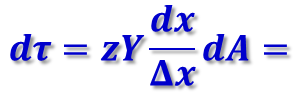 dτ = zY dx/Δx dA =